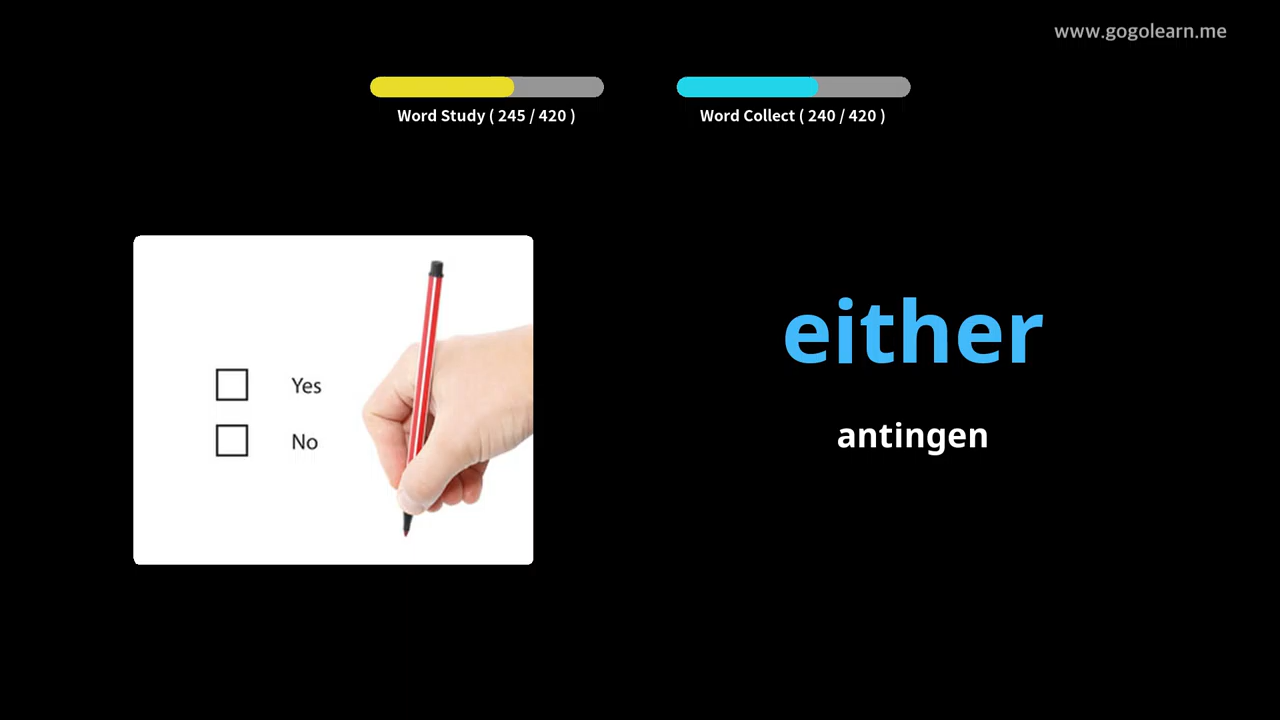 www.gogolearn.me
Word Study ( 245 / 420 )
Word Collect ( 240 / 420 )
Yes
No
either
antingen